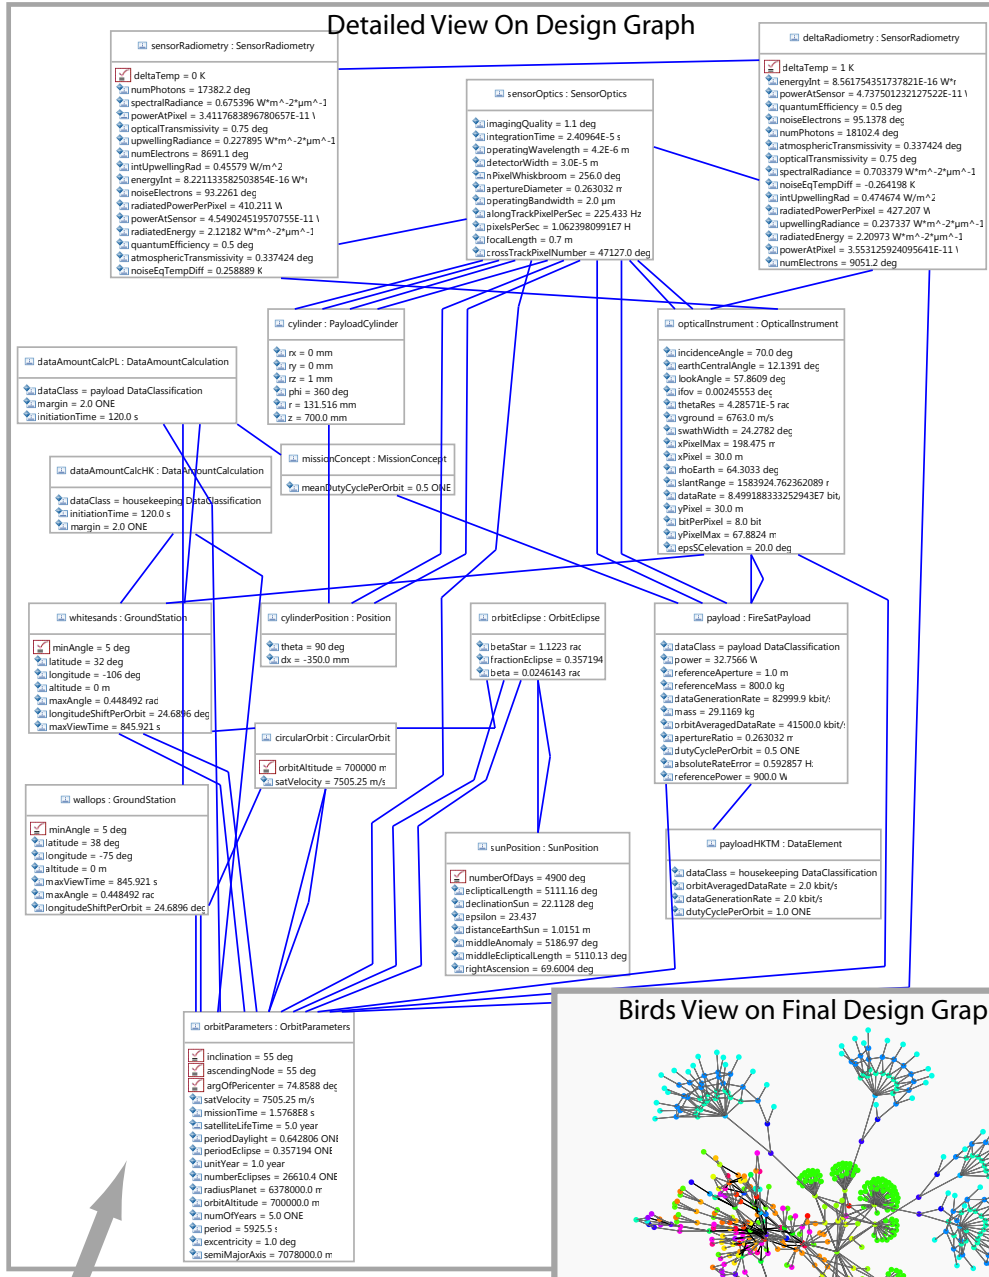 Detailed View On Design Graph
sensorRadiometry : SensorRadiometry
deltaTemp = 0 K
numPhotons = 17382.2 deg
spectralRadiance = 0.675396 W*m^-2*µm^-1
powerAtPixel = 3.4117683896780657E-11
opticalTransmissivity = 0.75 deg
upwellingRadiance = 0.227895 W*m^-2*µm^-1
numElectrons = 8691.1 deg
intUpwellingRad = 0.45579 W/m^2
energyInt = 8.221133582503854E-16 W*
noiseElectrons = 93.2261 deg
radiatedPowerPerPixel = 410.211 W
powerAtSensor = 4.549024519570755E-11
radiatedEnergy = 2.12182 W*m^-2*µm^-1
quantumEfficiency = 0.5 deg
atmosphericTransmissivity = 0.337424 deg
noiseEqTempDiff = 0.258889 K
sensorOptics : SensorOptics
imagingQuality = 1.1 deg
integrationTime = 2.40964E-5 s
operatingWavelength = 4.2E-6 m
detectorWidth = 3.0E-5 m
nPixelWhiskbroom = 256.0 deg
apertureDiameter = 0.263032 m
operatingBandwidth = 2.0 µm
alongTrackPixelPerSec = 225.433 Hz
pixelsPerSec = 1.0623980991E7 H
focalLength = 0.7 m
crossTrackPixelNumber = 47127.0 deg
deltaRadiometry : SensorRadiometry
deltaTemp = 1 K
energyInt = 8.561754351737821E-16 W*
powerAtSensor = 4.737501232127522E-11
quantumEfficiency = 0.5 deg
noiseElectrons = 95.1378 deg
numPhotons = 18102.4 deg
atmosphericTransmissivity = 0.337424 deg
opticalTransmissivity = 0.75 deg
spectralRadiance = 0.703379 W*m^-2*µm^-1
noiseEqTempDiff = -0.264198 K
intUpwellingRad = 0.474674 W/m^2
radiatedPowerPerPixel = 427.207 W
upwellingRadiance = 0.237337 W*m^-2*µm^-1
radiatedEnergy = 2.20973 W*m^-2*µm^-1
powerAtPixel = 3.553125924095641E-11
numElectrons = 9051.2 deg
cylinder : PayloadCylinder
rx = 0 mm
ry = 0 mm
rz = 1 mm
phi = 360 deg
r = 131.516 mm
z = 700.0 mm
opticalInstrument : OpticalInstrument
incidenceAngle = 70.0 deg
earthCentralAngle = 12.1391 deg
lookAngle = 57.8609 deg
ifov = 0.00245553 deg
thetaRes = 4.28571E-5 rad
vground = 6763.0 m/s
swathWidth = 24.2782 deg
xPixelMax = 198.475 m
xPixel = 30.0 m
rhoEarth = 64.3033 deg
slantRange = 1583924.762362089
dataRate = 8.499188333252943E7 bit/
yPixel = 30.0 m
bitPerPixel = 8.0 bit
yPixelMax = 67.8824 m
epsSCelevation = 20.0 deg
dataAmountCalcPL : DataAmountCalculation
dataClass = payload DataClassification
margin = 2.0 ONE
initiationTime = 120.0 s
dataAmountCalcHK : DataAmountCalculation
dataClass = housekeeping DataClassification
initiationTime = 120.0 s
margin = 2.0 ONE
missionConcept : MissionConcept
meanDutyCyclePerOrbit = 0.5 ONE
whitesands : GroundStation
minAngle = 5 deg
latitude = 32 deg
longitude = -106 deg
altitude = 0 m
maxAngle = 0.448492 rad
longitudeShiftPerOrbit = 24.6896 deg
maxViewTime = 845.921 s
cylinderPosition : Position
theta = 90 deg
dx = -350.0 mm
orbitEclipse : OrbitEclipse
betaStar = 1.1223 rad
fractionEclipse = 0.357194
beta = 0.0246143 rad
payload : FireSatPayload
dataClass = payload DataClassification
power = 32.7566 W
referenceAperture = 1.0 m
referenceMass = 800.0 kg
dataGenerationRate = 82999.9 kbit/s
mass = 29.1169 kg
orbitAveragedDataRate = 41500.0 kbit/s
apertureRatio = 0.263032 m
dutyCyclePerOrbit = 0.5 ONE
absoluteRateError = 0.592857 Hz
referencePower = 900.0 W
circularOrbit : CircularOrbit
orbitAltitude = 700000 m
satVelocity = 7505.25 m/s
wallops : GroundStation
minAngle = 5 deg
latitude = 38 deg
longitude = -75 deg
altitude = 0 m
maxViewTime = 845.921 s
maxAngle = 0.448492 rad
longitudeShiftPerOrbit = 24.6896 deg
sunPosition : SunPosition
numberOfDays = 4900 deg
eclipticalLength = 5111.16 deg
declinationSun = 22.1128 deg
epsilon = 23.437
distanceEarthSun = 1.0151 m
middleAnomaly = 5186.97 deg
middleEclipticalLength = 5110.13 deg
rightAscension = 69.6004 deg
payloadHKTM : DataElement
dataClass = housekeeping DataClassification
orbitAveragedDataRate = 2.0 kbit/s
dataGenerationRate = 2.0 kbit/s
dutyCyclePerOrbit = 1.0 ONE
orbitParameters : OrbitParameters
inclination = 55 deg
ascendingNode = 55 deg
argOfPericenter = 74.8588 deg
satVelocity = 7505.25 m/s
missionTime = 1.5768E8 s
satelliteLifeTime = 5.0 year
periodDaylight = 0.642806 ONE
periodEclipse = 0.357194 ONE
unitYear = 1.0 year
numberEclipses = 26610.4 ONE
radiusPlanet = 6378000.0 m
orbitAltitude = 700000.0 m
numOfYears = 5.0 ONE
period = 5925.5 s
excentricity = 1.0 deg
semiMajorAxis = 7078000.0 m
Birds View on Final Design Grap